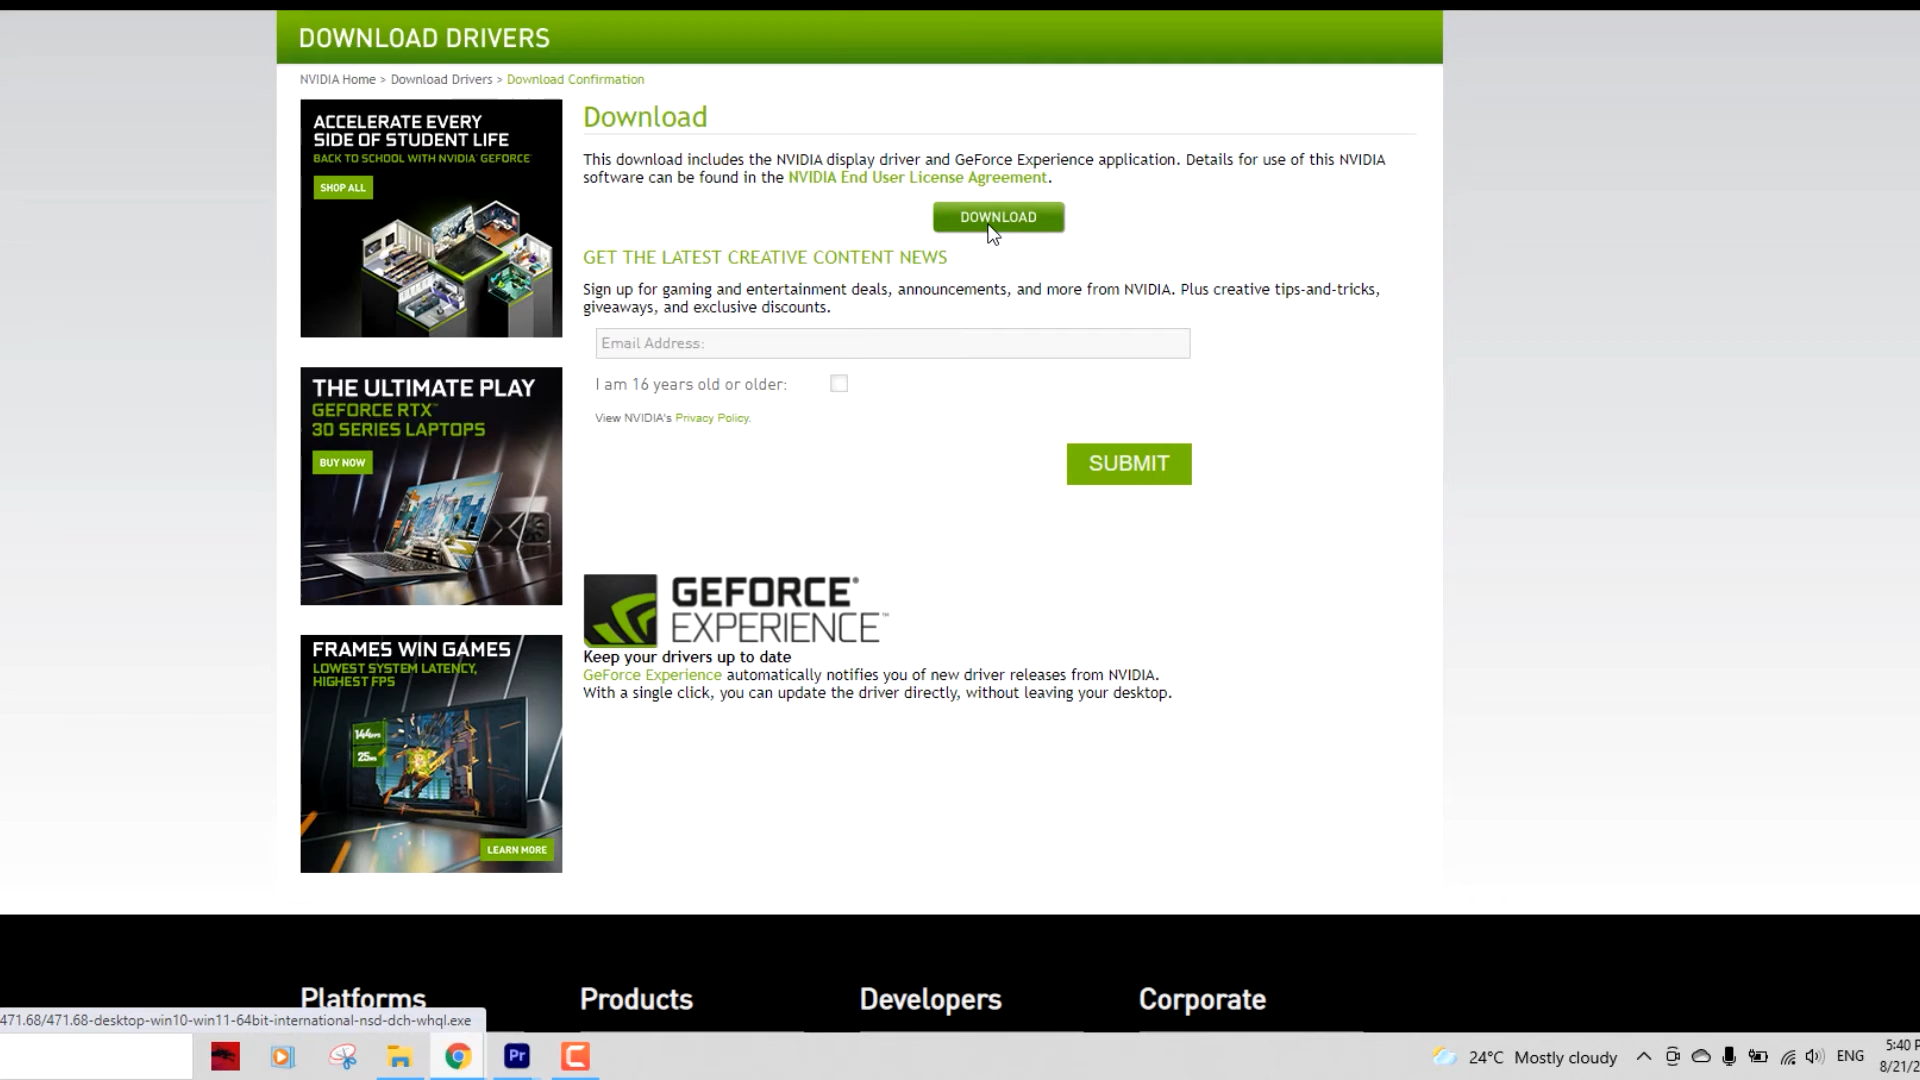 DOWNLOAD DRIVERS
NVIDIA Home > Download Drivers > Download Confirmation
ACCELERATE EVERY
SIDE OF STUDENT LIFE
BACK TO SCHOOL WITH NVIDIA GEFORCE
SHOP ALL
THE ULTIMATE PLAY
GEFORCE RTX™
30 SERIES LAPTOPS
BUY NOW
FRAMES WIN GAMES
LOWEST SYSTEM LATENCY,
HIGHEST FPS
144FPS
25ms
LEARN MORE
Download
This download includes the NVIDIA display driver and GeForce Experience application. Details for use of this NVIDIA
software can be found in the NVIDIA End User License Agreement.
DOWNLOAD
GET THE LATEST CREATIVE CONTENT NEWS
Sign up for gaming and entertainment deals, announcements, and more from NVIDIA. Plus creative tips-and-tricks,
giveaways, and exclusive discounts.
Email Address:
I am 16 years old or older:
View NVIDIA's Privacy Policy.
SUBMIT
GEFORCE®
EXPERIENCE™
Keep your drivers up to date
GeForce Experience automatically notifies you of new driver releases from NVIDIA.
With a single click, you can update the driver directly, without leaving your desktop.
Platforms
Products
Developers
Corporate
471.68/471.68-desktop-win10-win11-64bit-international-nsd-dch-whql.exe
Pr
24°C Mostly cloudy
ENG
5:40 P
8/21/2